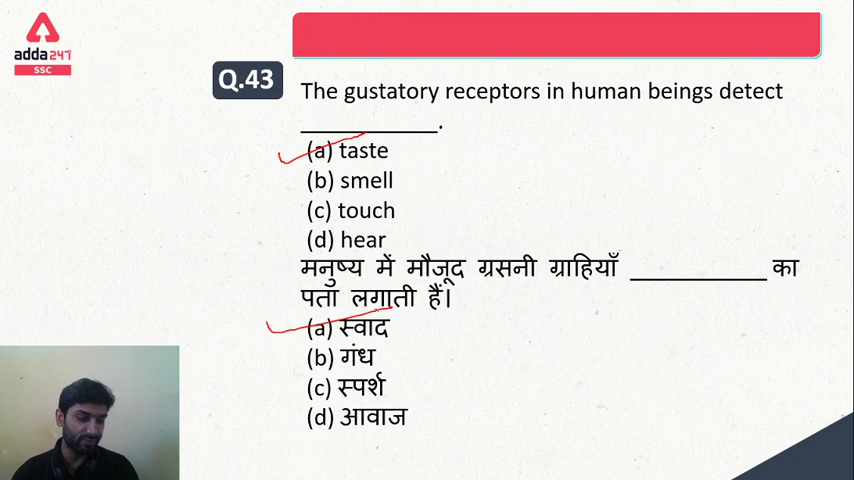 adda247
SSC
Q.43
The gustatory receptors in human beings detect
___________.
(a) taste
(b) smell
(c) touch
(d) hear
मनुष्य में मौजूद ग्रसनी ग्राहियाँ ___________ का
पता लगाती हैं।
(a) स्वाद
(b) गंध
(c) स्पर्श
(d) आवाज